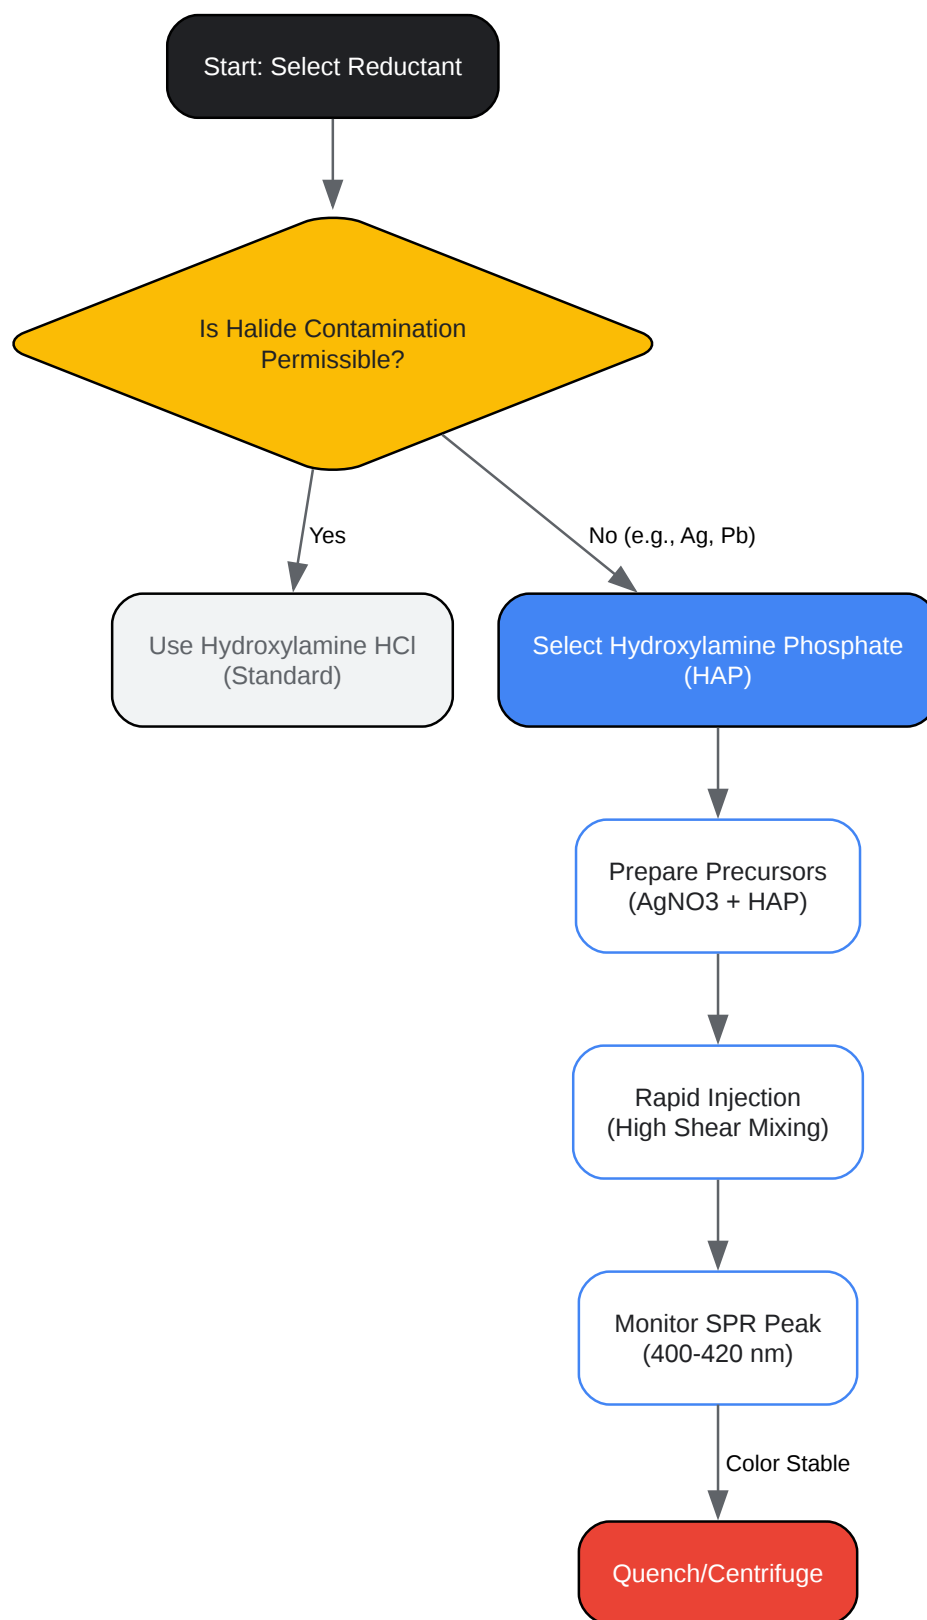 Start: Select Reductant
Is Halide Contamination
Permissible?
Yes
No (e.g., Ag, Pb)
Use Hydroxylamine HCl
(Standard)
Select Hydroxylamine Phosphate
(HAP)
Prepare Precursors
(AgNO3 + HAP)
Rapid Injection
(High Shear Mixing)
Monitor SPR Peak
(400-420 nm)
Color Stable
Quench/Centrifuge